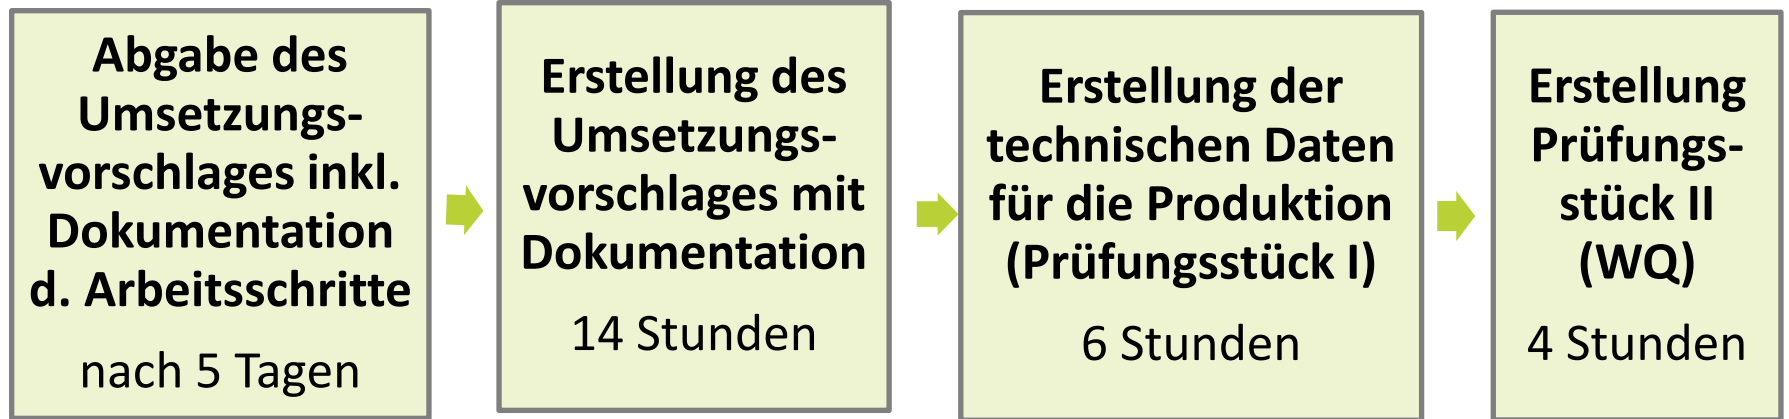 Abgabe des
Umsetzungs-
vorschlages inkl.
Dokumentation
d. Arbeitsschritte
nach 5 Tagen
Erstellung des
Umsetzungs-
vorschlages mit
Dokumentation
14 Stunden
Erstellung der
technischen Daten
für die Produktion
(Prüfungsstück I)
6 Stunden
Erstellung
Prüfungs-
stück II
(WQ)
4 Stunden